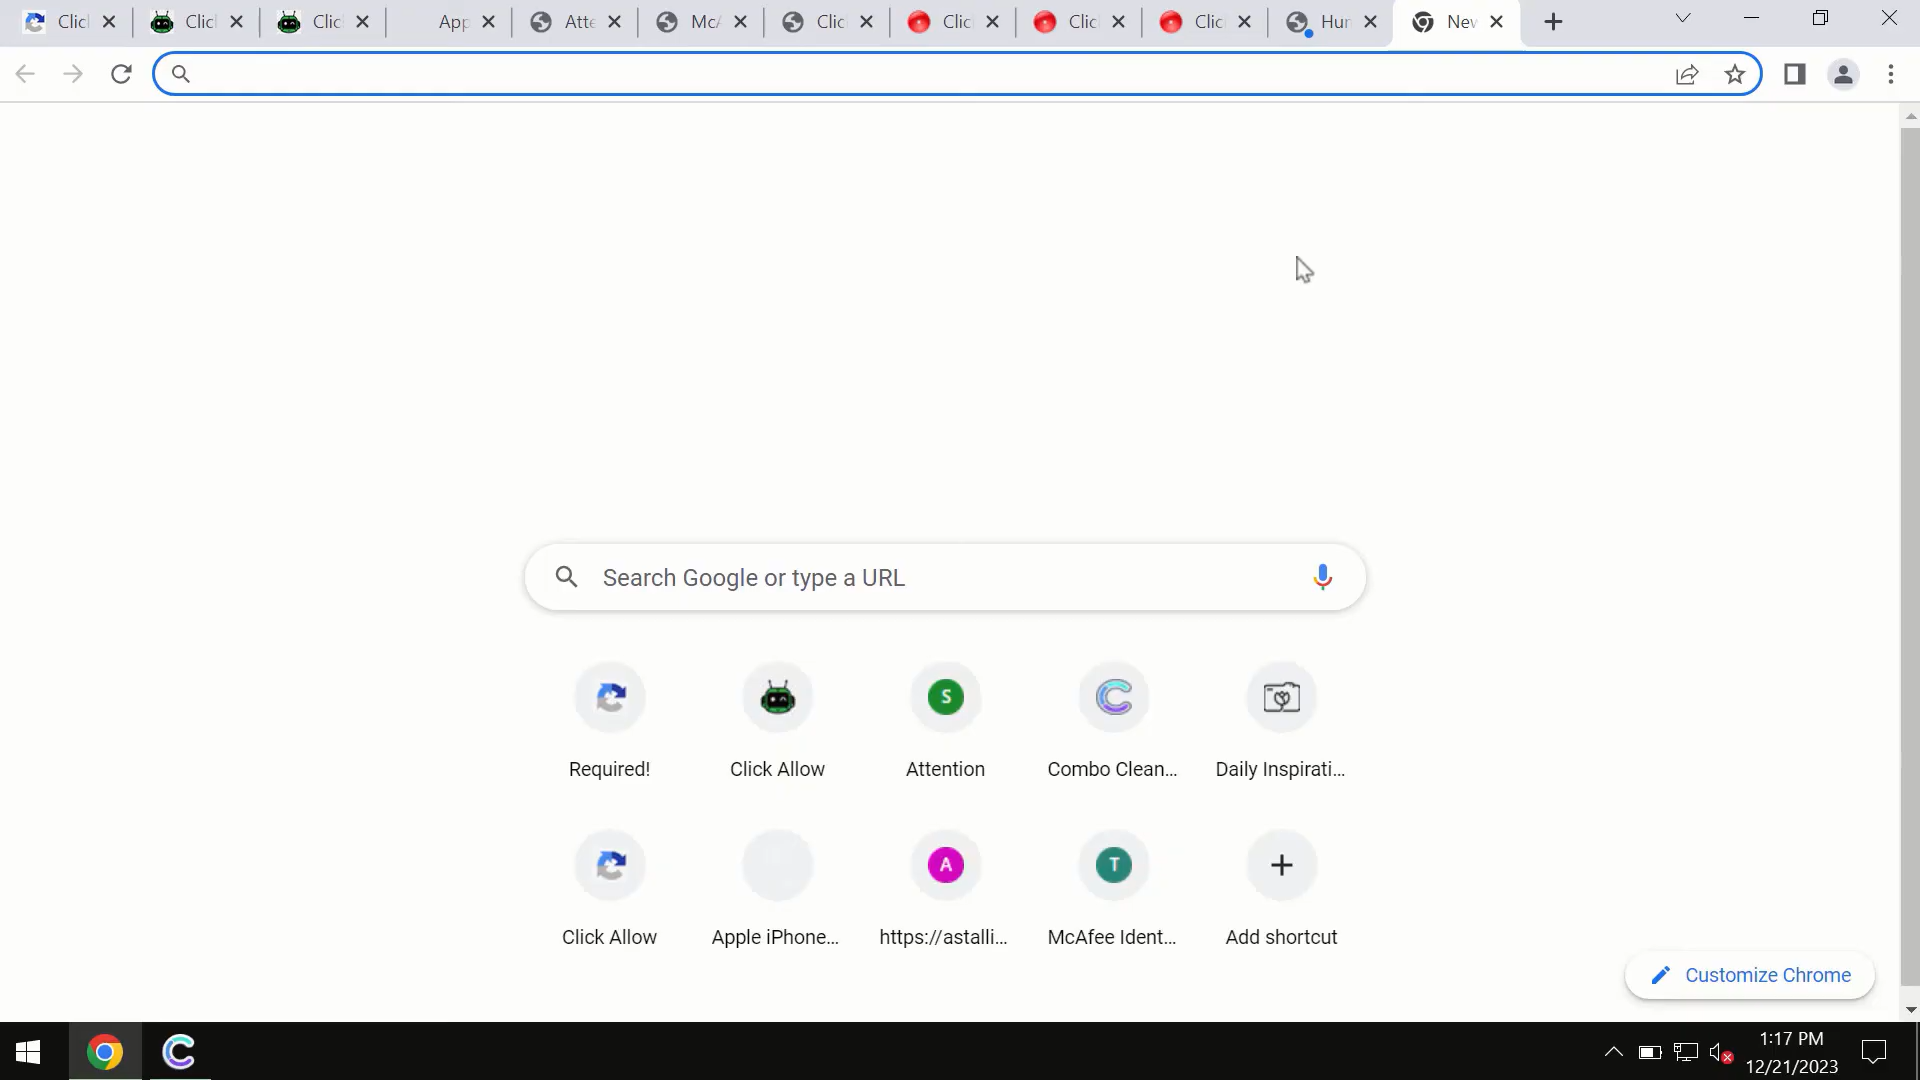 Clic
Clic
Clic
App
Atte
McA
Clic
Clic
Clic
Clic
Hur
New
Search Google or type a URL
Required!
Click Allow
S
Attention
Combo Clean...
Daily Inspirati...
Click Allow
Apple iPhone...
A
https://astalli...
T
McAfee Ident...
Add shortcut
Customize Chrome
1:17 PM
12/21/2023